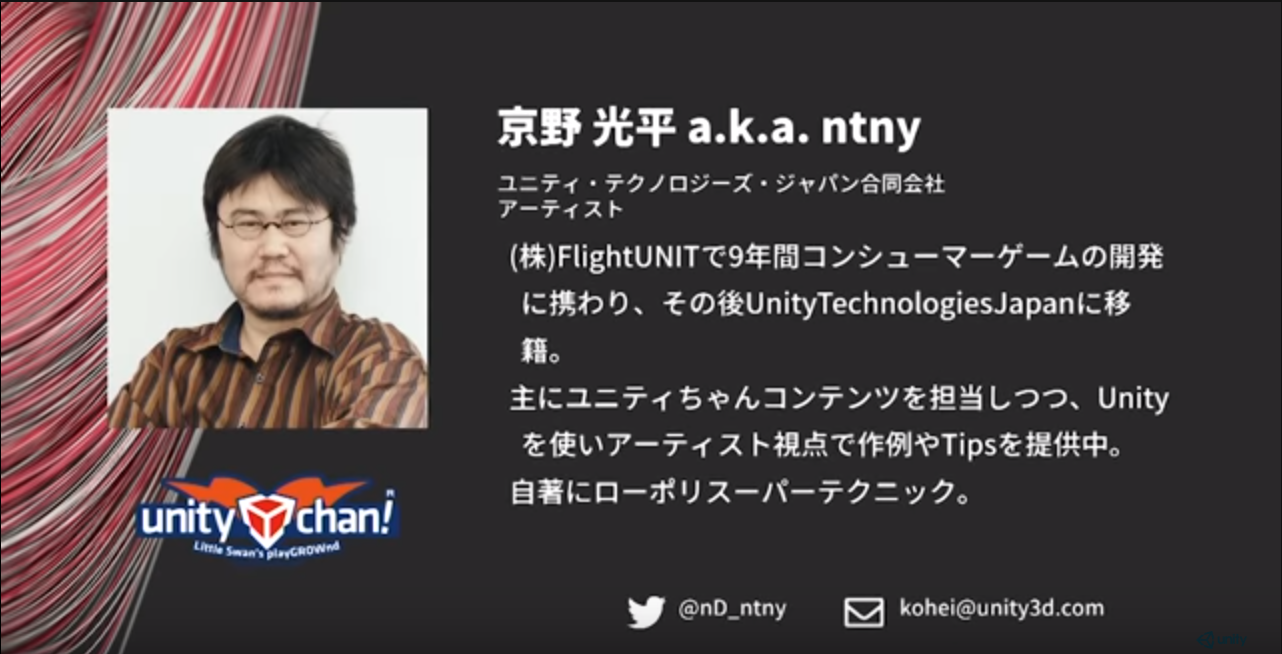 京野 光平 a.k.a. ntny
ユニティ・テクノロジーズ・ジャパン合同会社
アーティスト
(株)FlightUNITで9年間コンシューマーゲームの開発
に携わり、その後UnityTechnologiesJapanに移
籍。
主にユニティちゃんコンテンツを担当しつつ、Unity
を使いアーティスト視点で作例やTipsを提供中。
自著にローポリスーパーテクニック。
unity chan!
Little Swan's playGROWnd
@nD_ntny
kohei@unity3d.com